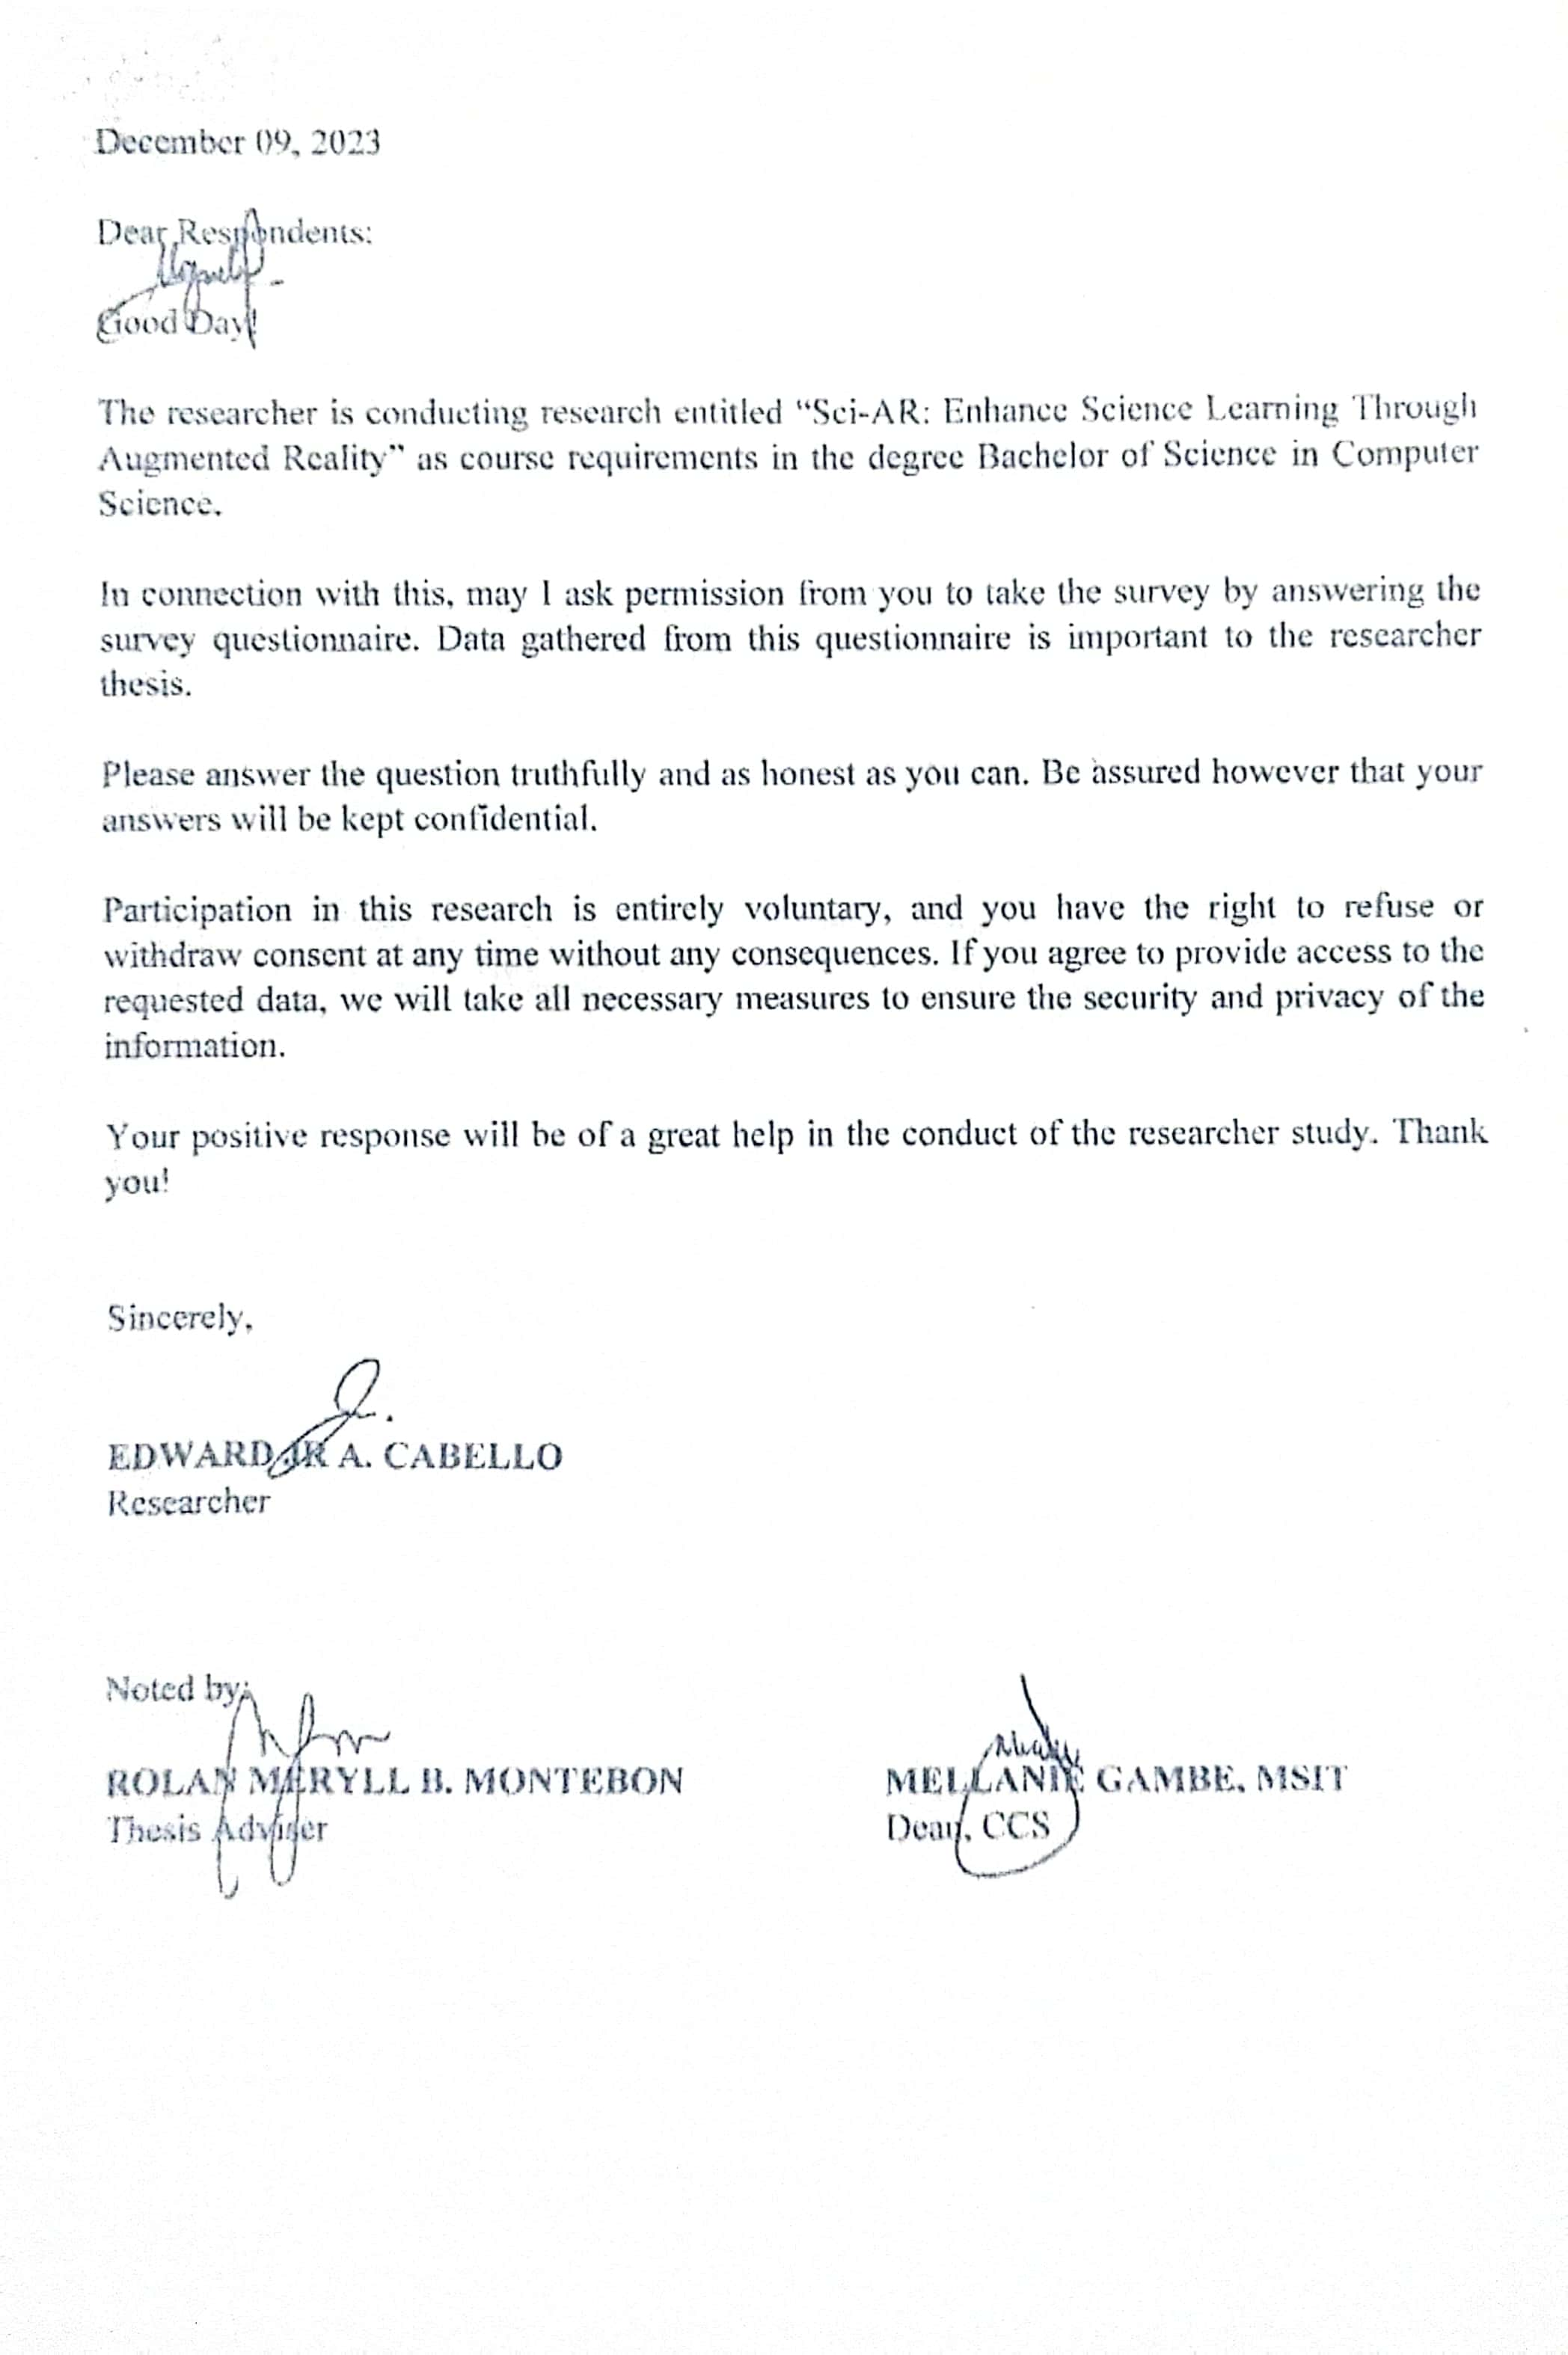 December 09, 2023
Dear Respondents:
Good Day!
The researcher is conducting research entitled “Sci-AR: Enhance Science Learning Through
Augmented Reality” as course requirements in the degree Bachelor of Science in Computer
Science.
In connection with this, may I ask permission from you to take the survey by answering the
survey questionnaire. Data gathered from this questionnaire is important to the researcher
thesis.
Please answer the question truthfully and as honest as you can. Be assured however that your
answers will be kept confidential.
Participation in this research is entirely voluntary, and you have the right to refuse or
withdraw consent at any time without any consequences. If you agree to provide access to the
requested data, we will take all necessary measures to ensure the security and privacy of the
information.
Your positive response will be of a great help in the conduct of the researcher study. Thank
you!
Sincerely,
EDWARD JR A. CABELLO
Researcher
Noted by:
ROLAN MERYLL B. MONTEBON
Thesis Adviser
MELLANIE GAMBE, MSIT
Dean, CCS